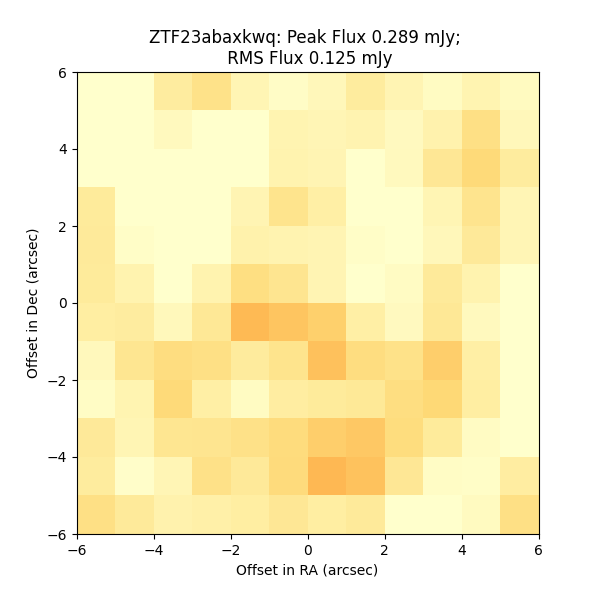 ZTF23abaxkwq: Peak Flux 0.289 mJy;
RMS Flux 0.125 mJy
6
4
2
0
−2
−4
−6
Offset in Dec (arcsec)
−6 −4 −2 0 2 4 6
Offset in RA (arcsec)